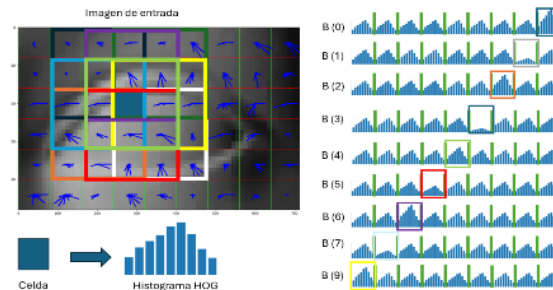 Imagen de entrada
B (0)
B (1)
B (2)
B (3)
B (4)
B (5)
B (6)
B (7)
B (9)
Celda
Histograma HOG